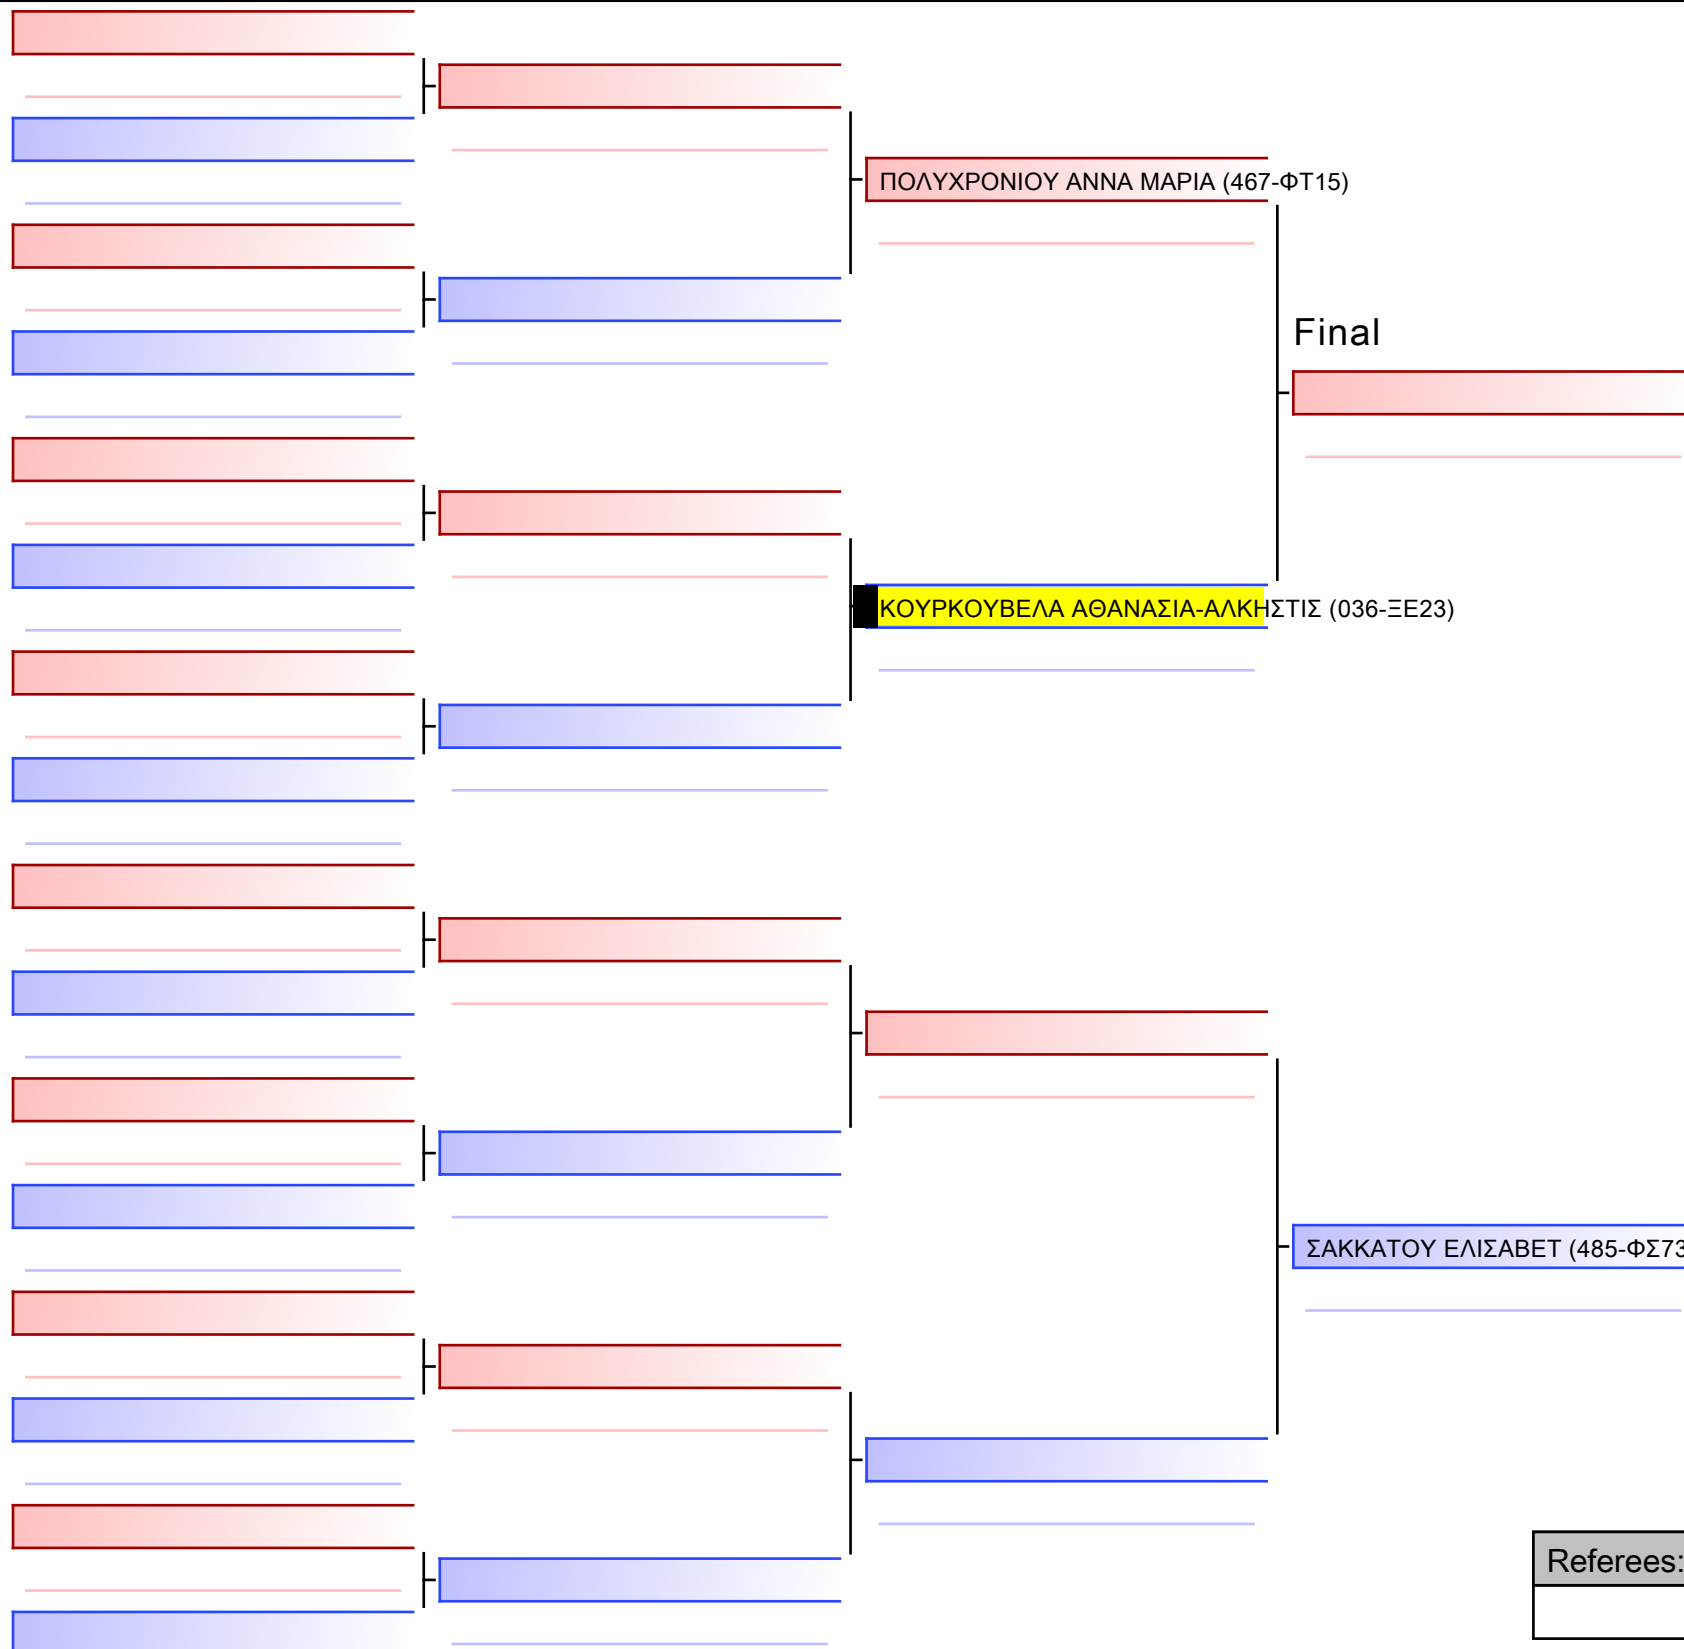 ΠΟΛΥΧΡΟΝΙΟΥ ΑΝΝΑ ΜΑΡΙΑ (467-ΦΤ15)
Final
ΚΟΥΡΚΟΥΒΕΛΑ ΑΘΑΝΑΣΙΑ-ΑΛΚΗΣΤΙΣ (036-ΞΕ23)
ΣΑΚΚΑΤΟΥ ΕΛΙΣΑΒΕΤ (485-ΦΣ73
Referees: